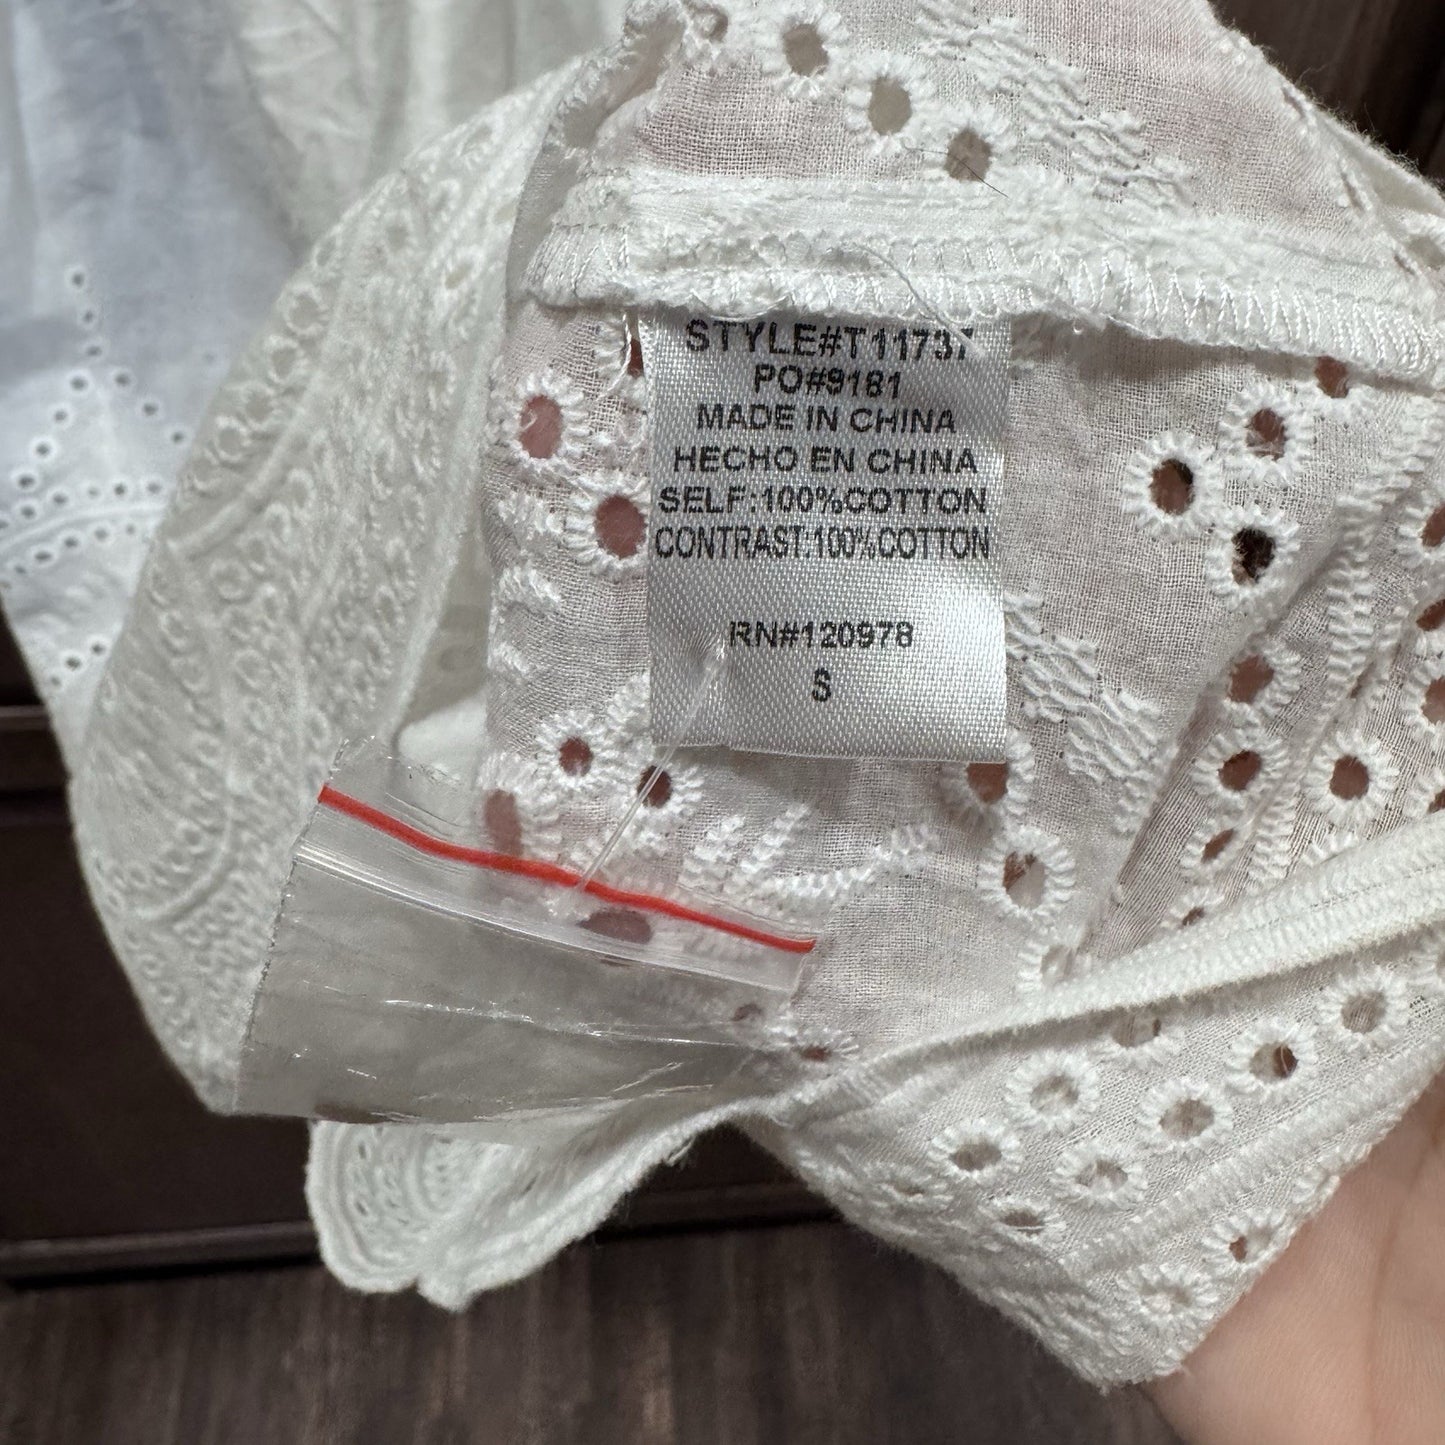 STYLE#T11737
PO#9181
MADE IN CHINA
HECHO EN CHINA
SELF:100%COTTON
CONTRAST:100%COTTON
RN#120978
S